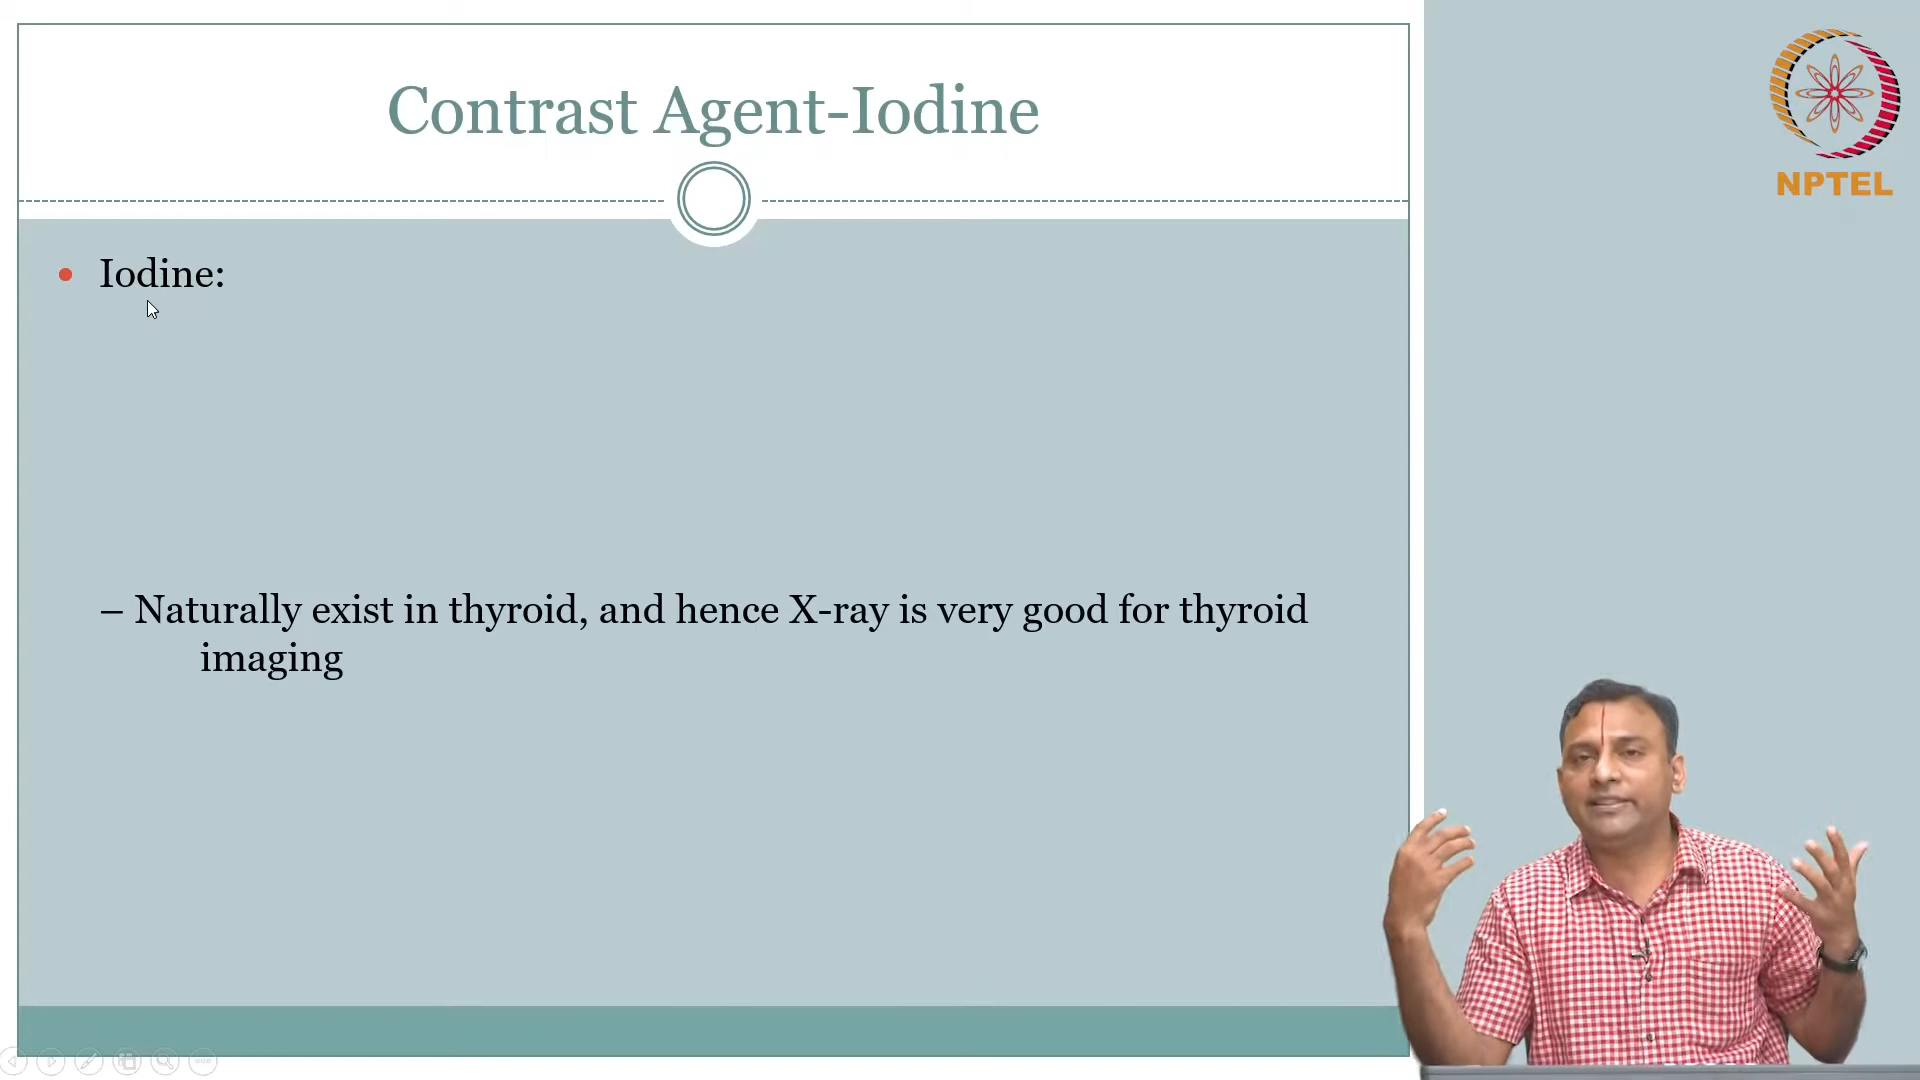 Contrast Agent-Iodine
NPTEL
• Iodine:
– Naturally exist in thyroid, and hence X-ray is very good for thyroid
imaging